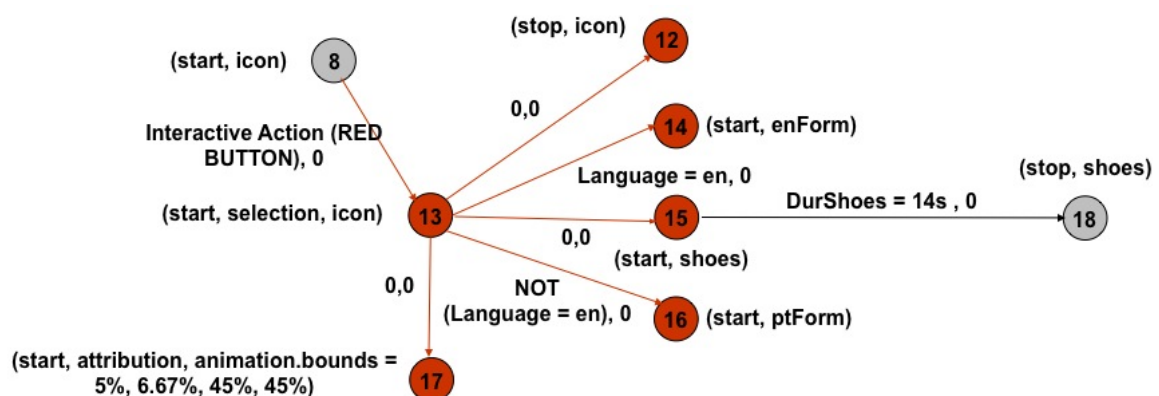 (stop, icon)
12
(start, icon)
8
0,0
Interactive Action (RED
BUTTON), 0
14
(start, enForm)
Language = en, 0
(stop, shoes)
(start, selection, icon)
13
15
DurShoes = 14s , 0
18
0,0
(start, shoes)
0,0
NOT
(Language = en), 0
16
(start, ptForm)
(start, attribution, animation.bounds =
5%, 6.67%, 45%, 45%)
17